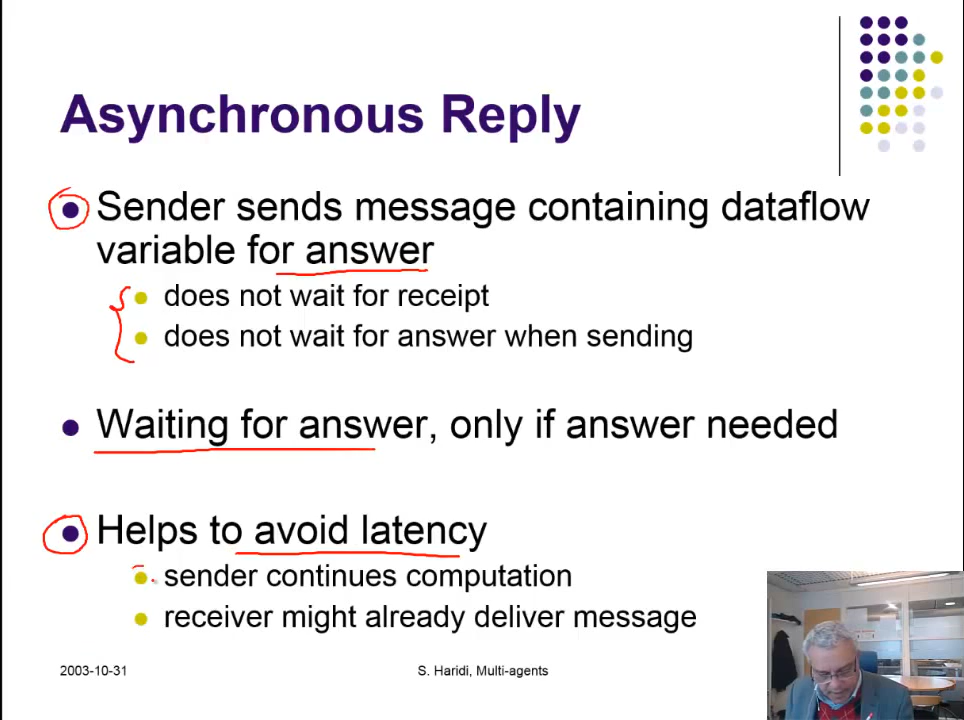 Asynchronous Reply
Sender sends message containing dataflow
variable for answer
does not wait for receipt
does not wait for answer when sending
Waiting for answer, only if answer needed
Helps to avoid latency
sender continues computation
receiver might already deliver message
2003-10-31
S. Haridi, Multi-agents